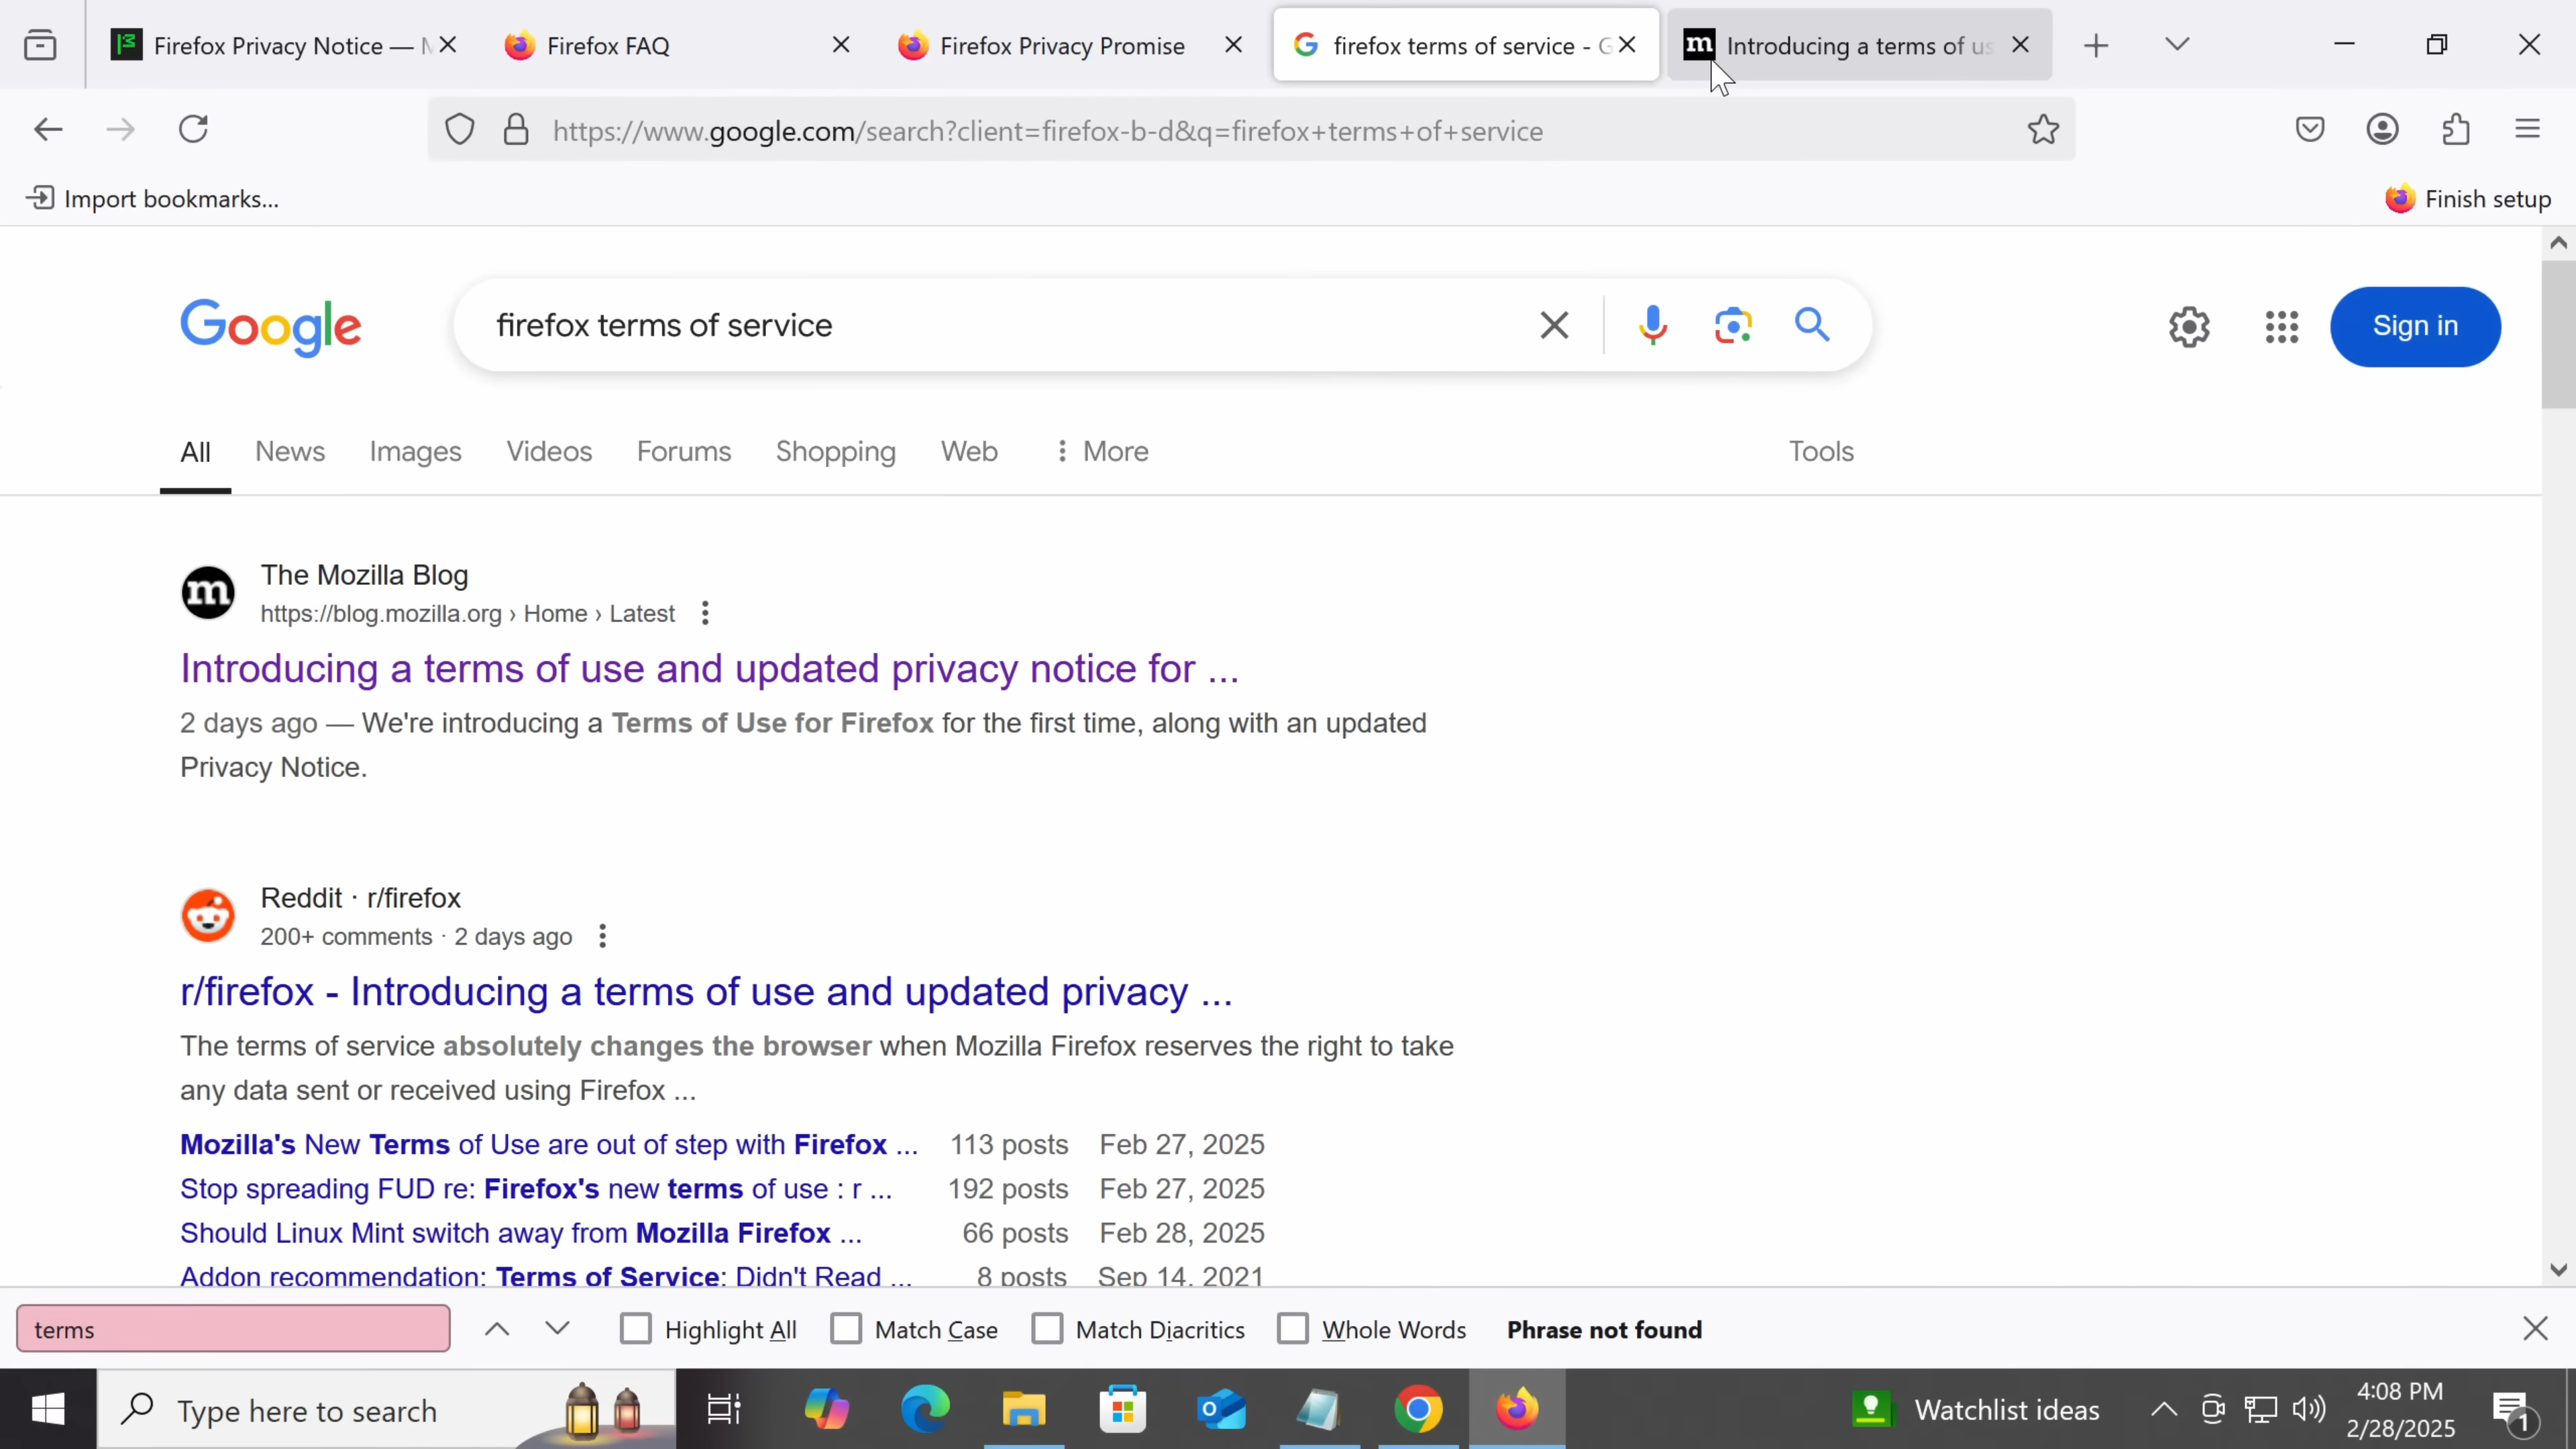 Firefox Privacy Notice — M
Firefox FAQ
Firefox Privacy Promise
firefox terms of service - G
Introducing a terms of us
https://www.google.com/search?client=firefox-b-d&q=firefox+terms+of+service
Import bookmarks...
Finish setup
Google
firefox terms of service
Sign in
All
News
Images
Videos
Forums
Shopping
Web
More
Tools
The Mozilla Blog
https://blog.mozilla.org › Home › Latest
Introducing a terms of use and updated privacy notice for ...
2 days ago — We're introducing a Terms of Use for Firefox for the first time, along with an updated
Privacy Notice.
Reddit · r/firefox
200+ comments · 2 days ago
r/firefox - Introducing a terms of use and updated privacy ...
The terms of service absolutely changes the browser when Mozilla Firefox reserves the right to take
any data sent or received using Firefox ...
Mozilla's New Terms of Use are out of step with Firefox ... 113 posts Feb 27, 2025
Stop spreading FUD re: Firefox's new terms of use : r ... 192 posts Feb 27, 2025
Should Linux Mint switch away from Mozilla Firefox ... 66 posts Feb 28, 2025
Addon recommendation: Terms of Service: Didn't Read ... 8 posts Sep 14, 2021
terms
Highlight All
Match Case
Match Diacritics
Whole Words
Phrase not found
Type here to search
Watchlist ideas
4:08 PM
2/28/2025
1